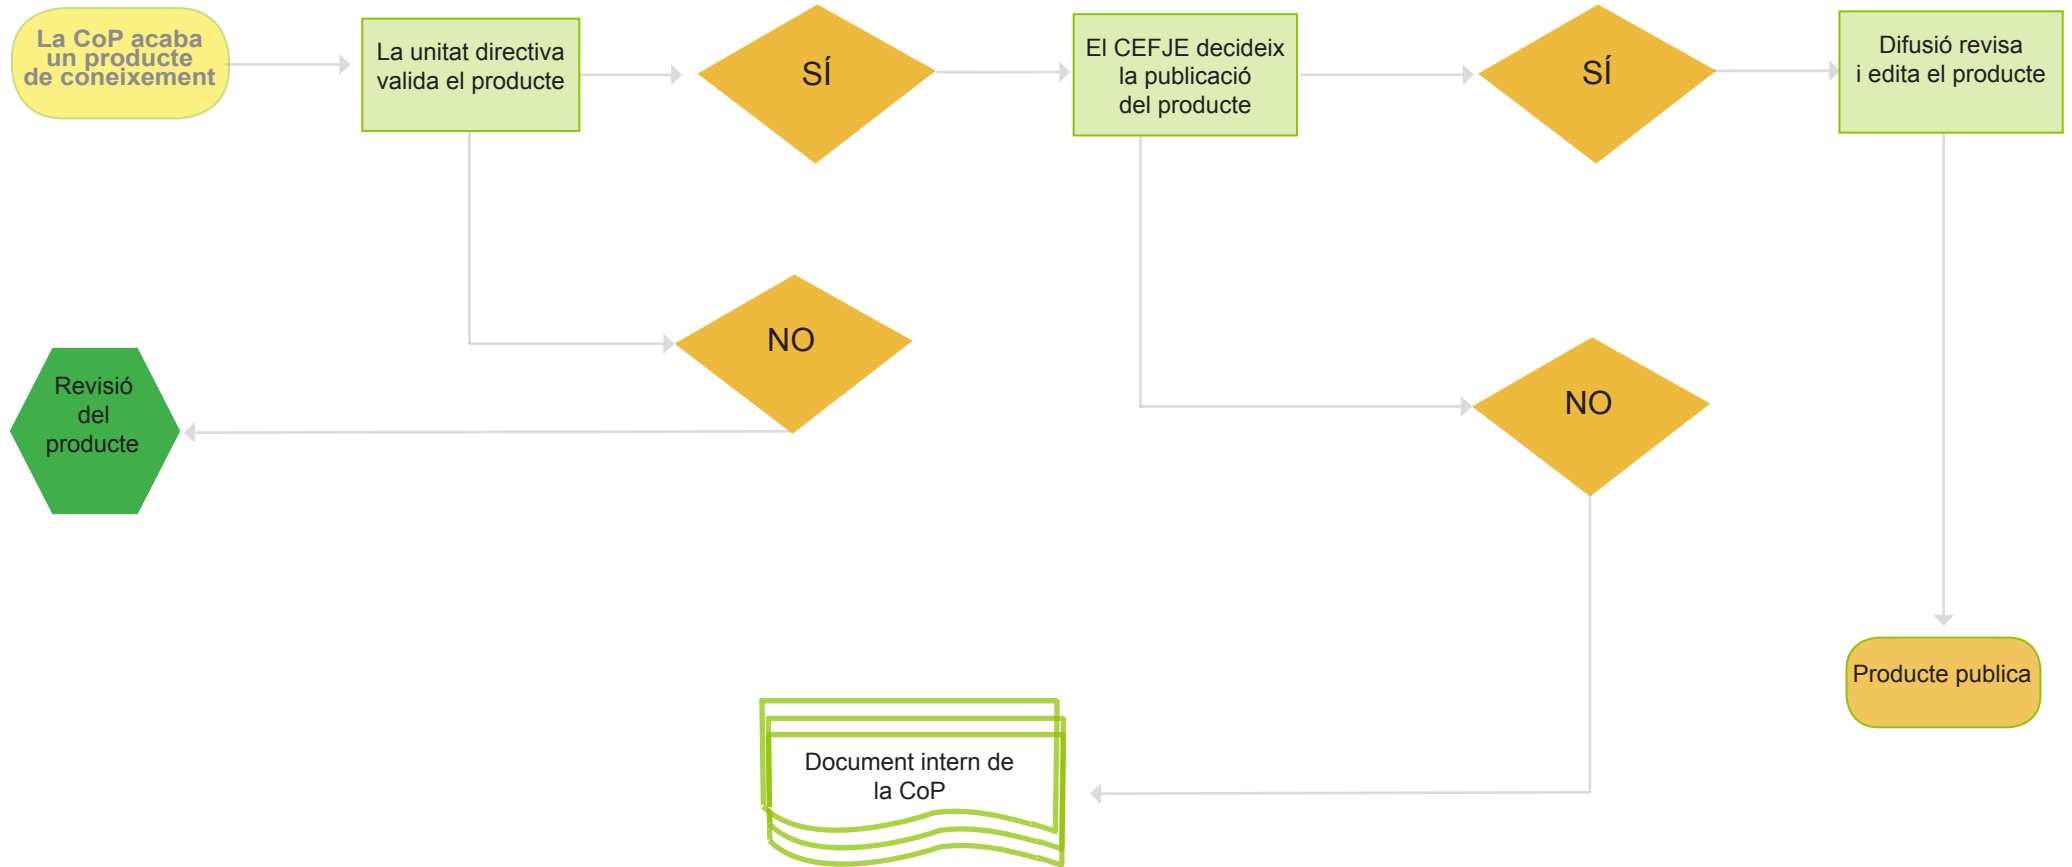 La CoP acaba
un producte
de coneixement
La unitat directiva
valida el producte
SÍ
El CEFJE decideix
la publicació
del producte
SÍ
Difusió revisa
i edita el producte
NO
NO
Revisió
del
producte
Producte publica
Document intern de
la CoP